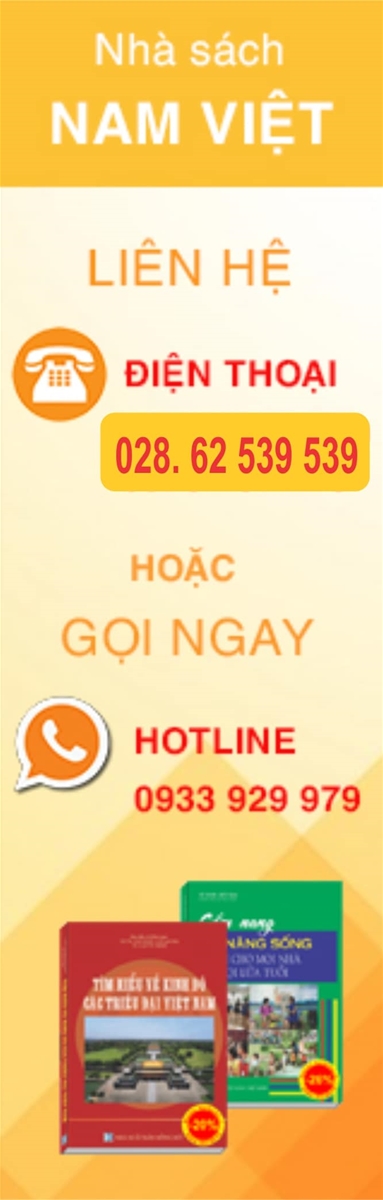 Nhà sách
NAM VIỆT
LIÊN HỆ
ĐIỆN THOẠI
028. 62 539 539
HOẶC
GỌI NGAY
HOTLINE
0933 929 979
Cẩm nang
NĂNG SỐNG
CHO MỌI NHÀ
LỨA TUỔI
-20%
TÌM HIỂU VỀ KINH ĐÔ
CÁC TRIỀU ĐẠI VIỆT NAM
-20%